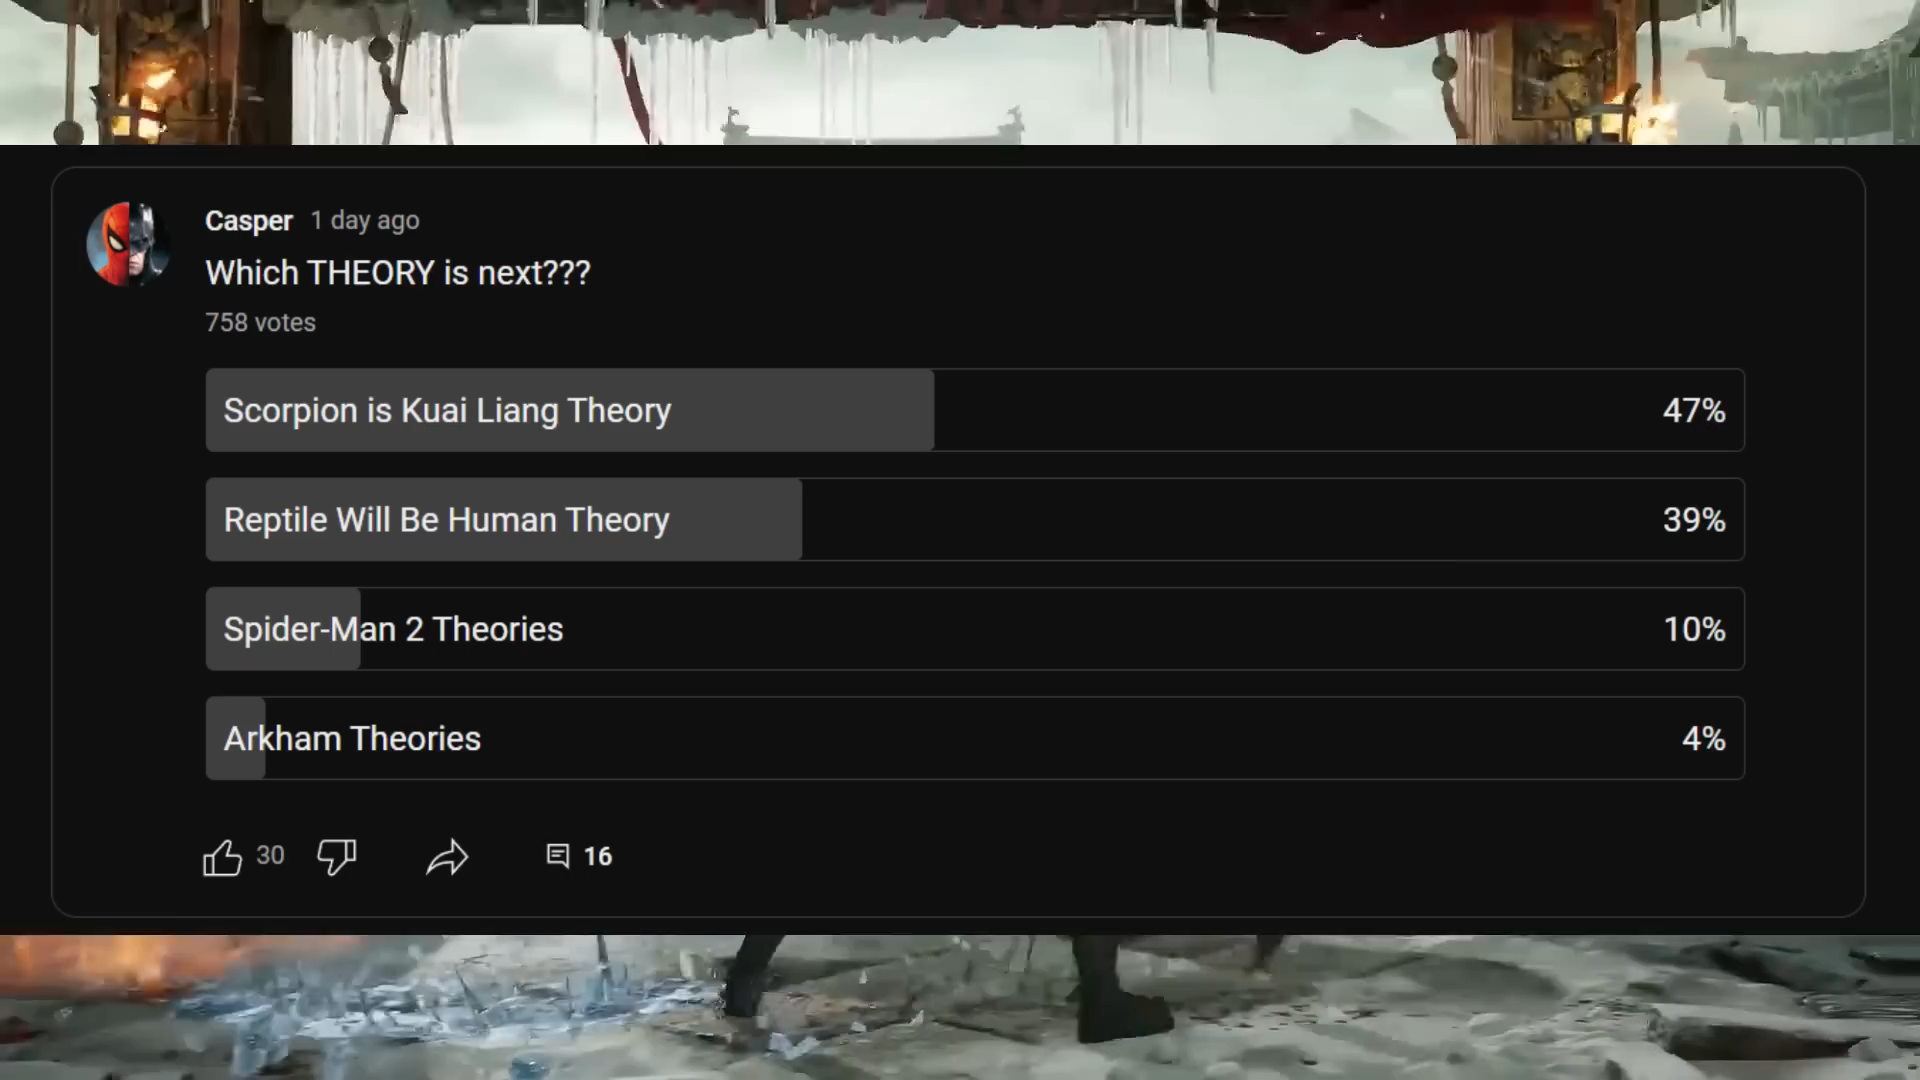 Casper 1 day ago
Which THEORY is next???
758 votes
Scorpion is Kuai Liang Theory 47%
Reptile Will Be Human Theory 39%
Spider-Man 2 Theories 10%
Arkham Theories 4%
30 16